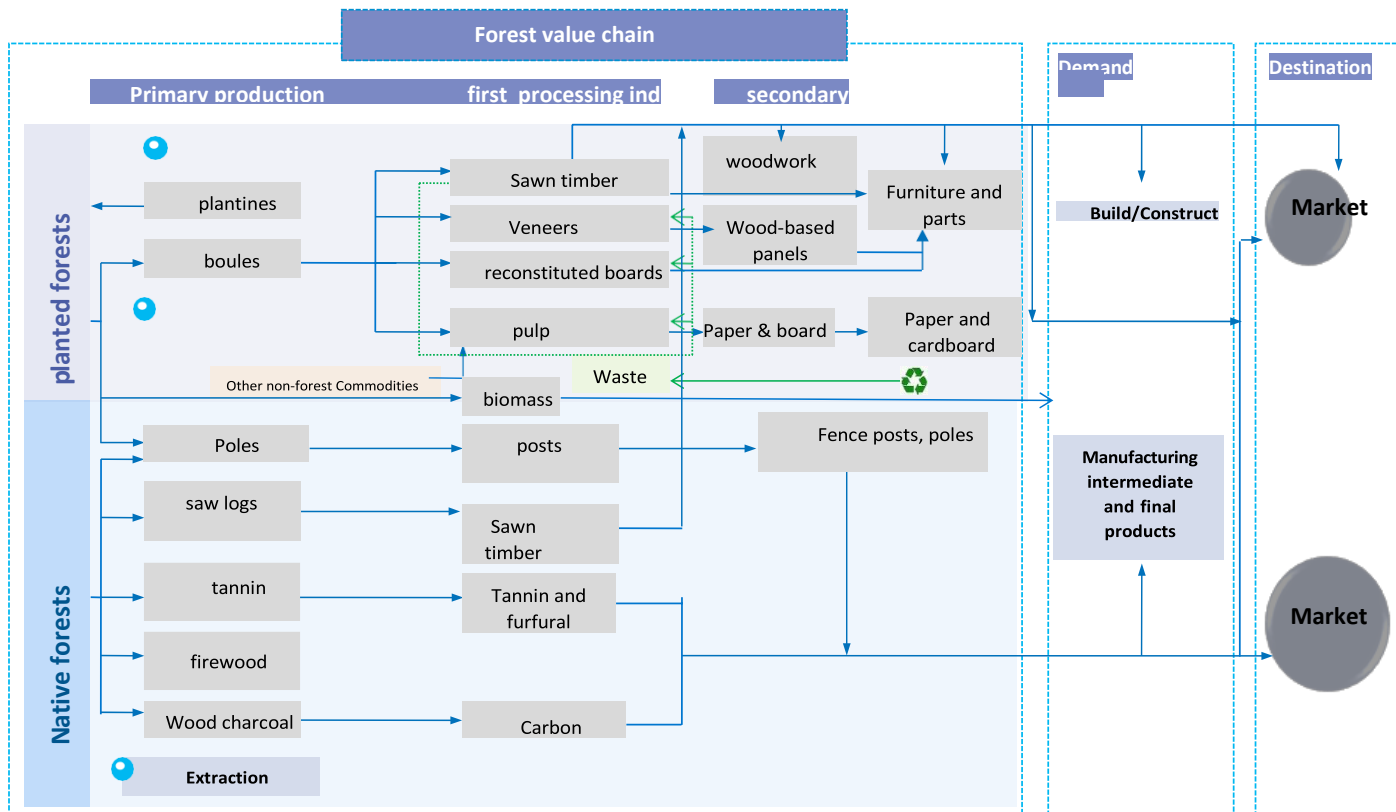 Forest value chain
Demand
Destination
Primary production
first processing ind
secondary
planted forests
plantines
boules
Sawn timber
Veneers
reconstituted boards
pulp
woodwork
Wood-based
panels
Furniture and
parts
Paper & board
Paper and
cardboard
Build/Construct
Market
Other non-forest Commodities
Waste
biomass
Native forests
Poles
posts
Fence posts, poles
saw logs
Sawn
timber
tannin
Tannin and
furfural
firewood
Wood charcoal
Carbon
Manufacturing
intermediate
and final
products
Market
Extraction